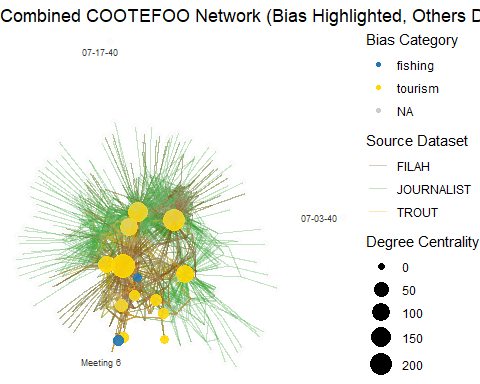 Combined COOTEFOO Network (Bias Highlighted, Others D
07-17-40
07-03-40
Meeting 6
Bias Category
fishing
tourism
NA
Source Dataset
FILAH
JOURNALIST
TROUT
Degree Centrality
0
50
100
150
200